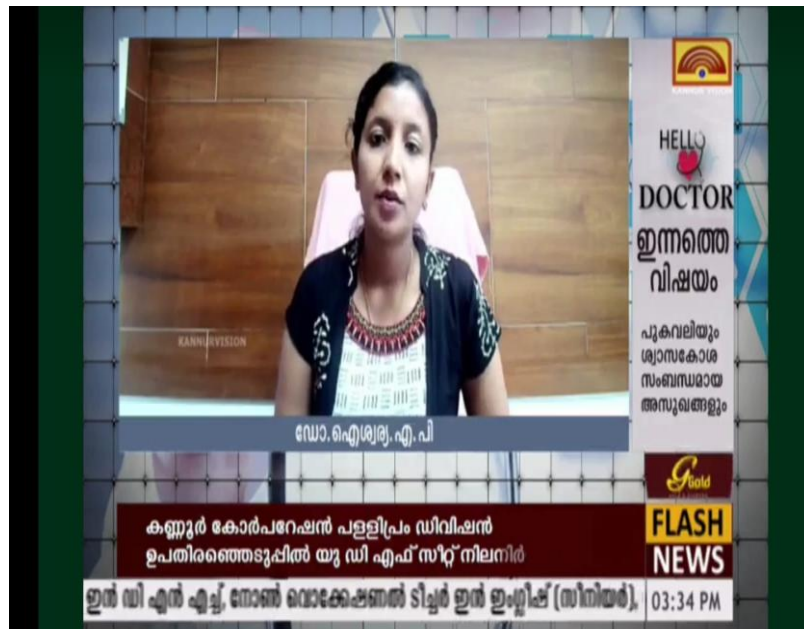 KANNUR VISION
HELLO
DOCTOR
ഇന്നത്തെ
വിഷയം
പുകവലിയും
ശ്വാസകോശ
സംബന്ധമായ
അസുഖങ്ങളും
KANNURVISION
ഡോ.ഐശ്വര്യ.എ.പി
G Gold
കണ്ണൂർ കോർപറേഷൻ പള്ളിപ്രം ഡിവിഷൻ
ഉപതിരഞ്ഞെടുപ്പിൽ യു ഡി എഫ് സീറ്റ് നിലനിർ
FLASH
NEWS
ഇൻ ഡി എൻ എച്ച്, നോൺ വൊക്കേഷണൽ ടീച്ചർ ഇൻ ഇംഗ്ലീഷ് (സീനിയർ),
03:34 PM